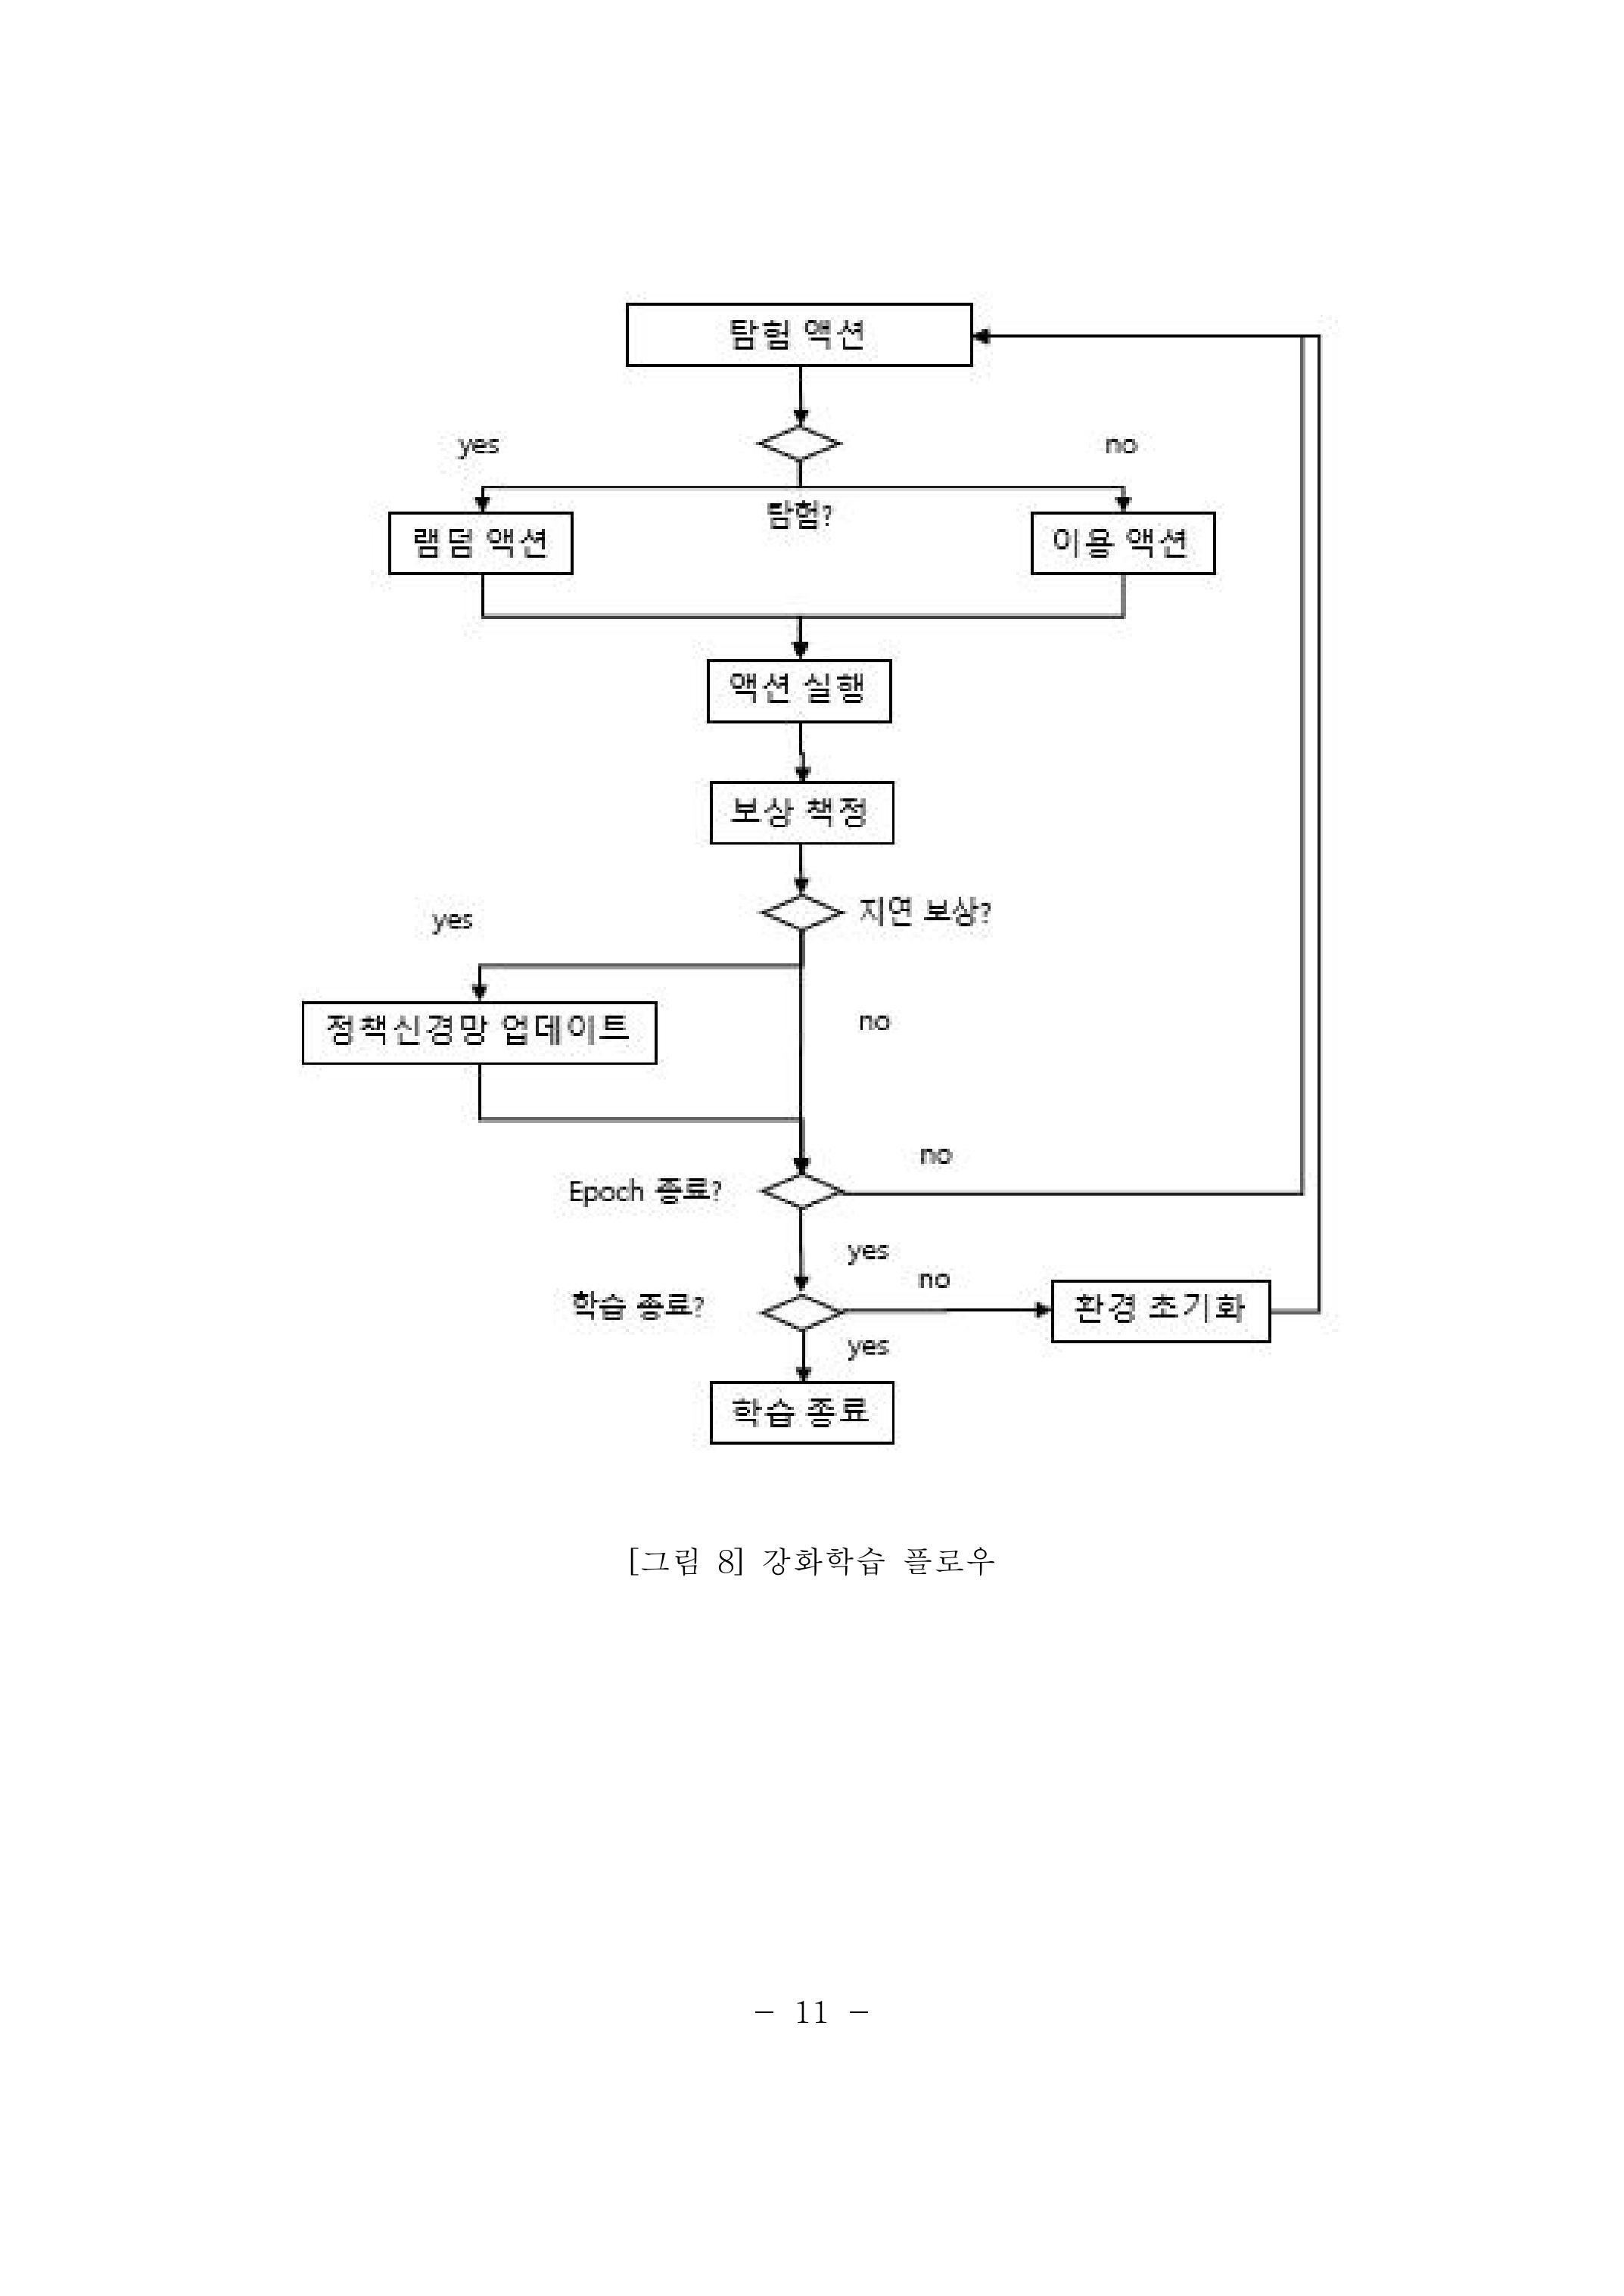 탐험 액션
yes
no
탐험?
램덤 액션
이용 액션
액션 실행
보상 책정
지연 보상?
yes
정책신경망 업데이트
no
no
Epoch 종료?
yes
no
학습 종료?
환경 초기화
yes
학습 종료
[그림 8] 강화학습 플로우
- 11 -